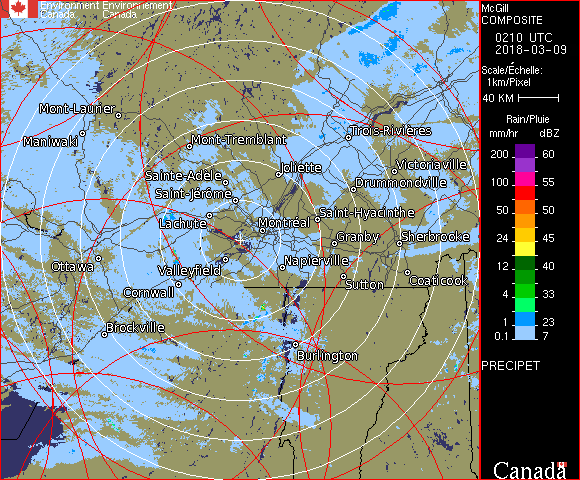 Environment Environnement
Canada Canada
McGill
COMPOSITE
0210 UTC
2018-03-09
Scale/Échelle:
1km/Pixel
40 KM
Rain/Pluie
mm/hr dBZ
200 60
100 55
50 50
24 45
12 40
4 33
1 23
0.1 7
PRECIPET
Canada
Mont-Laurier
Maniwaki
Mont-Tremblant
Trois-Rivières
Joliette
Victoriaville
Sainte-Adèle
Drummondville
Saint-Jérôme
Lachute
Saint-Hyacinthe
Montréal
Granby
Sherbrooke
Ottawa
Valleyfield
Napierville
Cornwall
Sutton
Coaticook
Brockville
Burlington